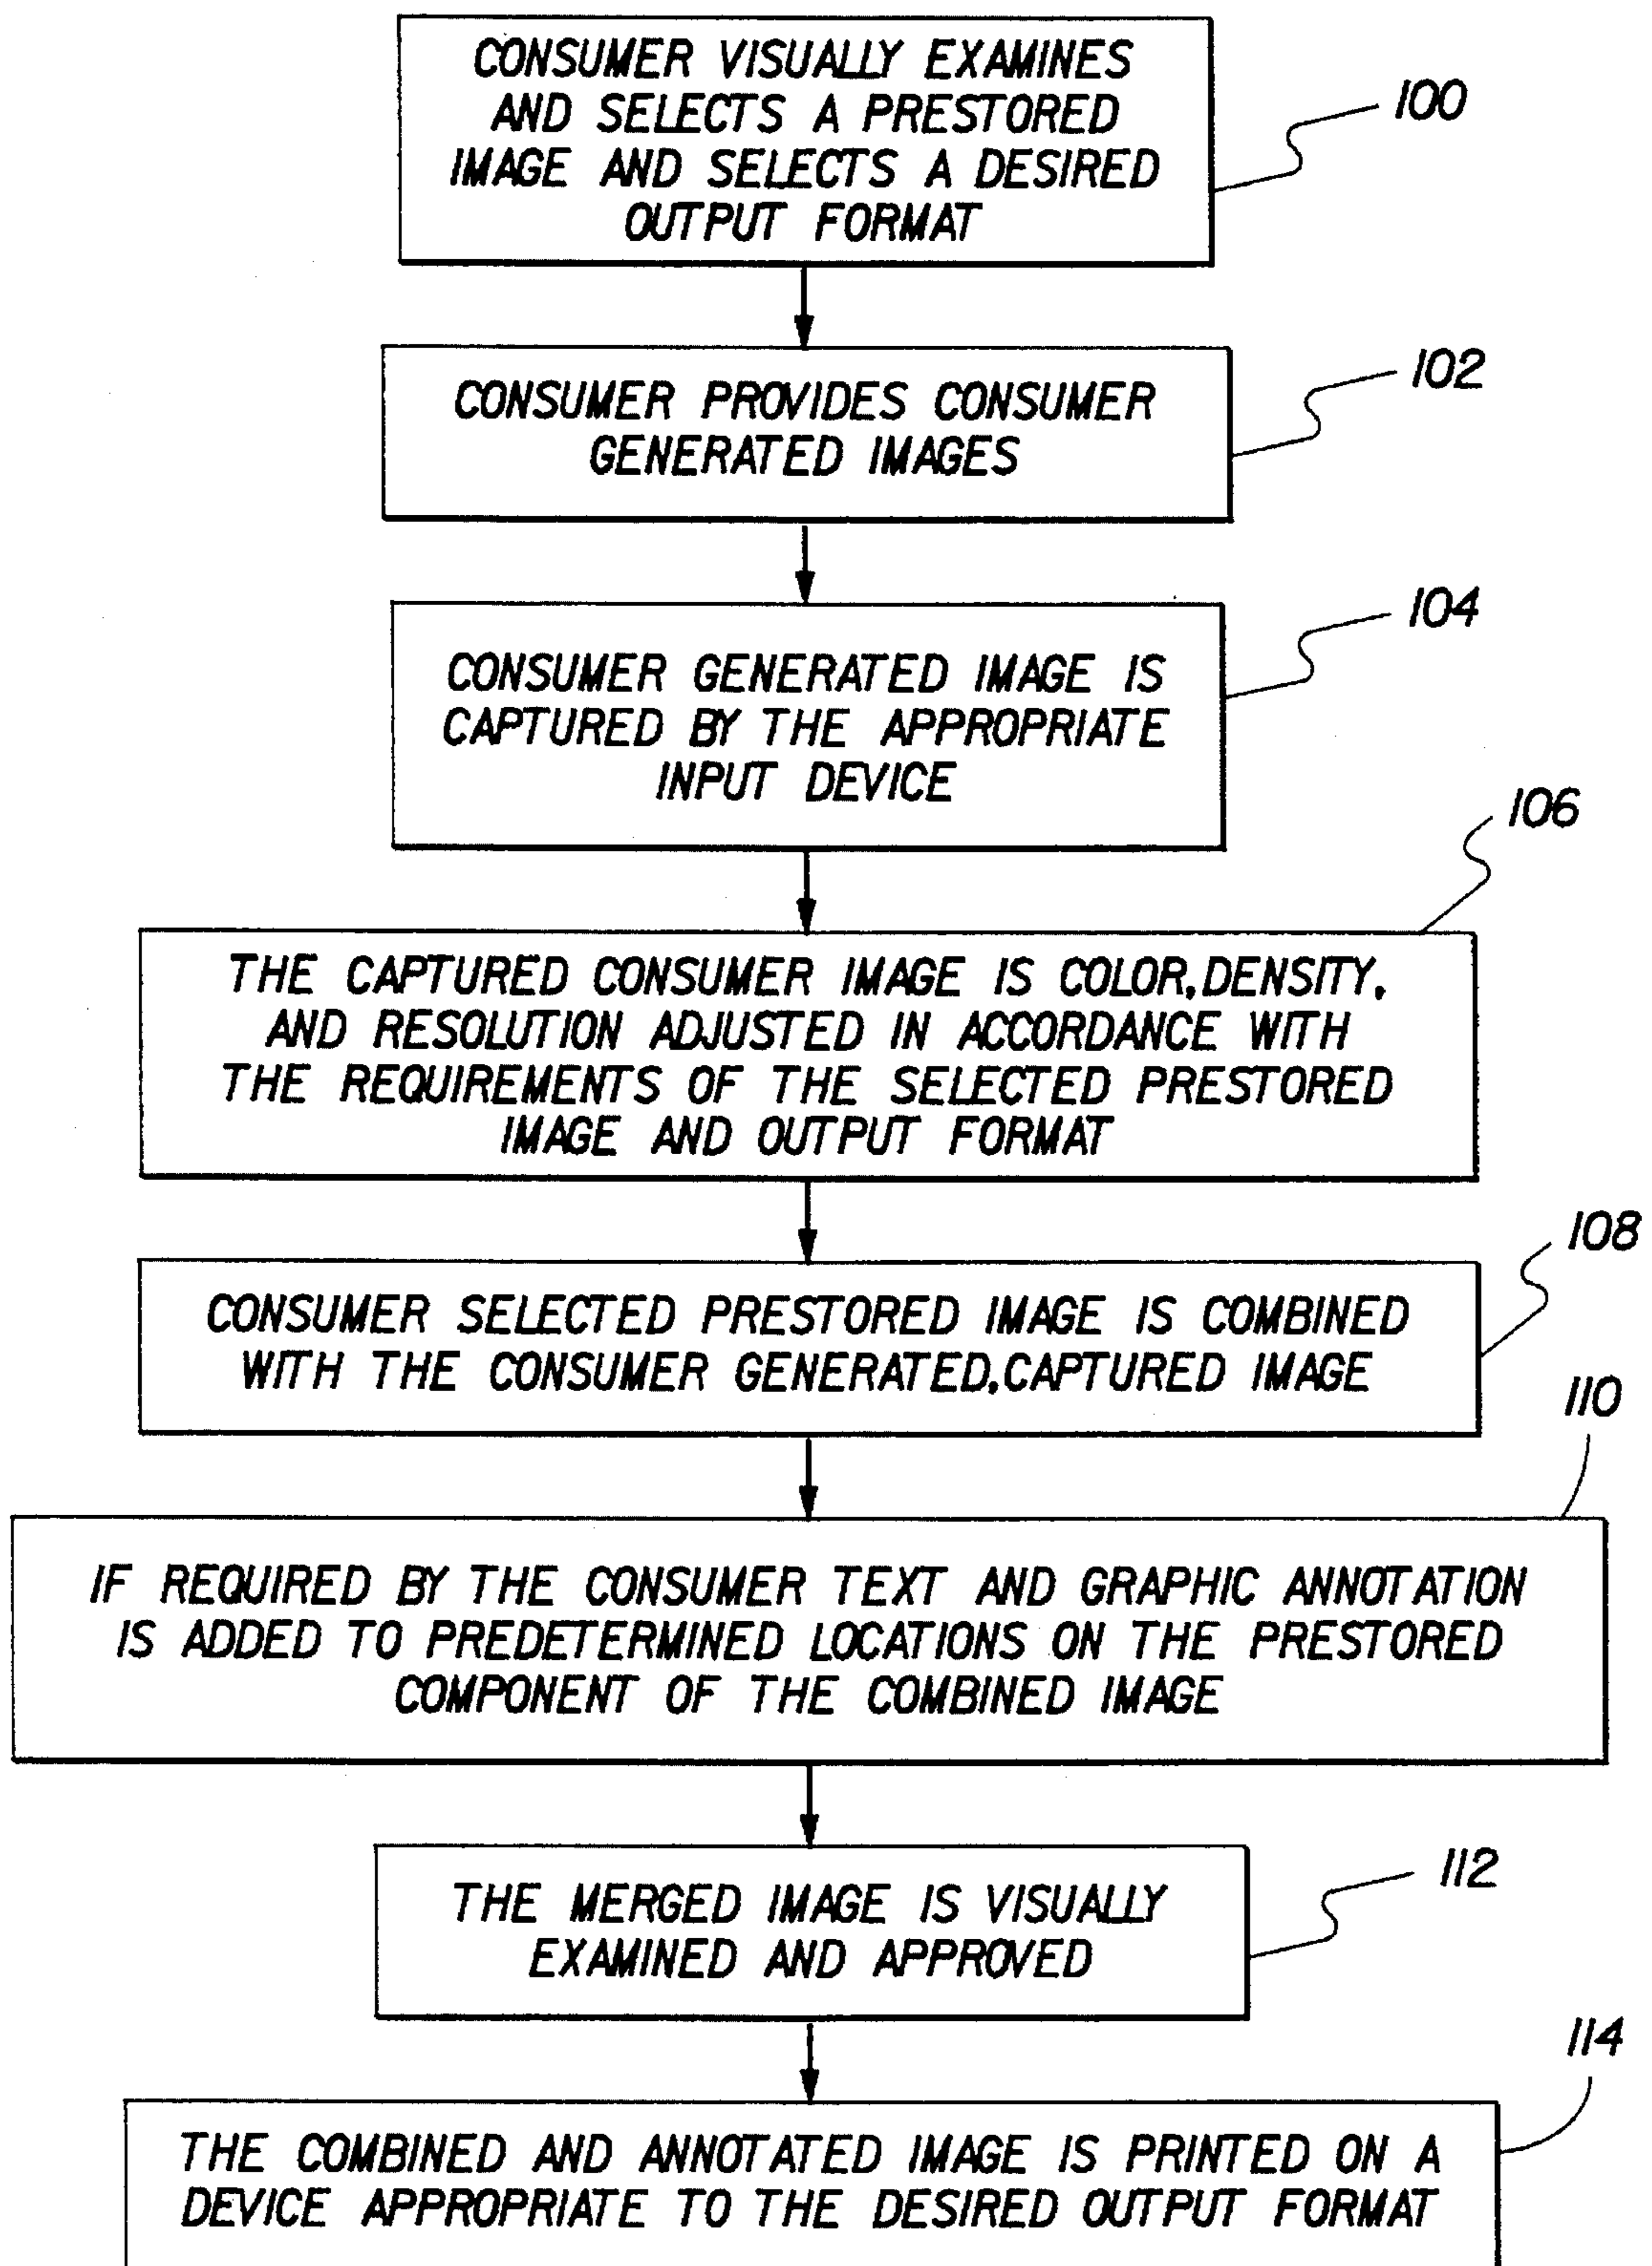 CONSUMER VISUALLY EXAMINES
AND SELECTS A PRESTORED
IMAGE AND SELECTS A DESIRED
OUTPUT FORMAT
100
CONSUMER PROVIDES CONSUMER
GENERATED IMAGES
102
CONSUMER GENERATED IMAGE IS
CAPTURED BY THE APPROPRIATE
INPUT DEVICE
104
THE CAPTURED CONSUMER IMAGE IS COLOR,DENSITY,
AND RESOLUTION ADJUSTED IN ACCORDANCE WITH
THE REQUIREMENTS OF THE SELECTED PRESTORED
IMAGE AND OUTPUT FORMAT
106
CONSUMER SELECTED PRESTORED IMAGE IS COMBINED
WITH THE CONSUMER GENERATED,CAPTURED IMAGE
108
IF REQUIRED BY THE CONSUMER TEXT AND GRAPHIC ANNOTATION
IS ADDED TO PREDETERMINED LOCATIONS ON THE PRESTORED
COMPONENT OF THE COMBINED IMAGE
110
THE MERGED IMAGE IS VISUALLY
EXAMINED AND APPROVED
112
THE COMBINED AND ANNOTATED IMAGE IS PRINTED ON A
DEVICE APPROPRIATE TO THE DESIRED OUTPUT FORMAT
114